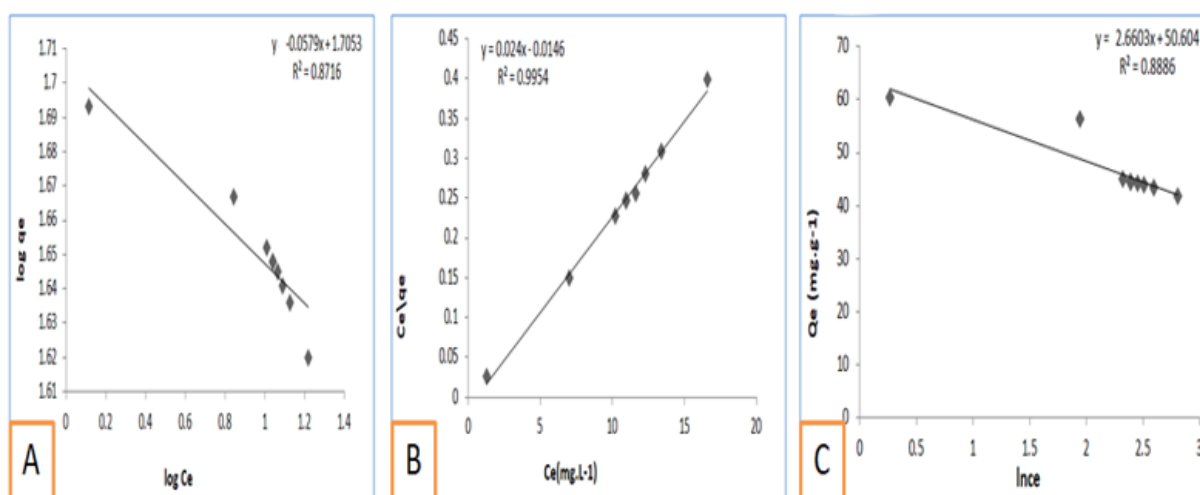 y -0.0579x+1.7053
R² = 0.8716
1.71
1.7
1.69
1.68
1.67
1.66
1.65
1.64
1.63
1.62
1.61
0 0.2 0.4 0.6 0.8 1 1.2 1.4
log qe
log Ce
A
y = 0.024x - 0.0146
R² = 0.9954
0.45
0.4
0.35
0.3
0.25
0.2
0.15
0.1
0.05
0
0 5 10 15 20
Ce\qe
Ce(mg.L-1)
B
y = 2.6603x + 50.604
R² = 0.8886
70
60
50
40
30
20
10
0
0 0.5 1 1.5 2 2.5 3
Qe (mg.g-1)
lnce
C